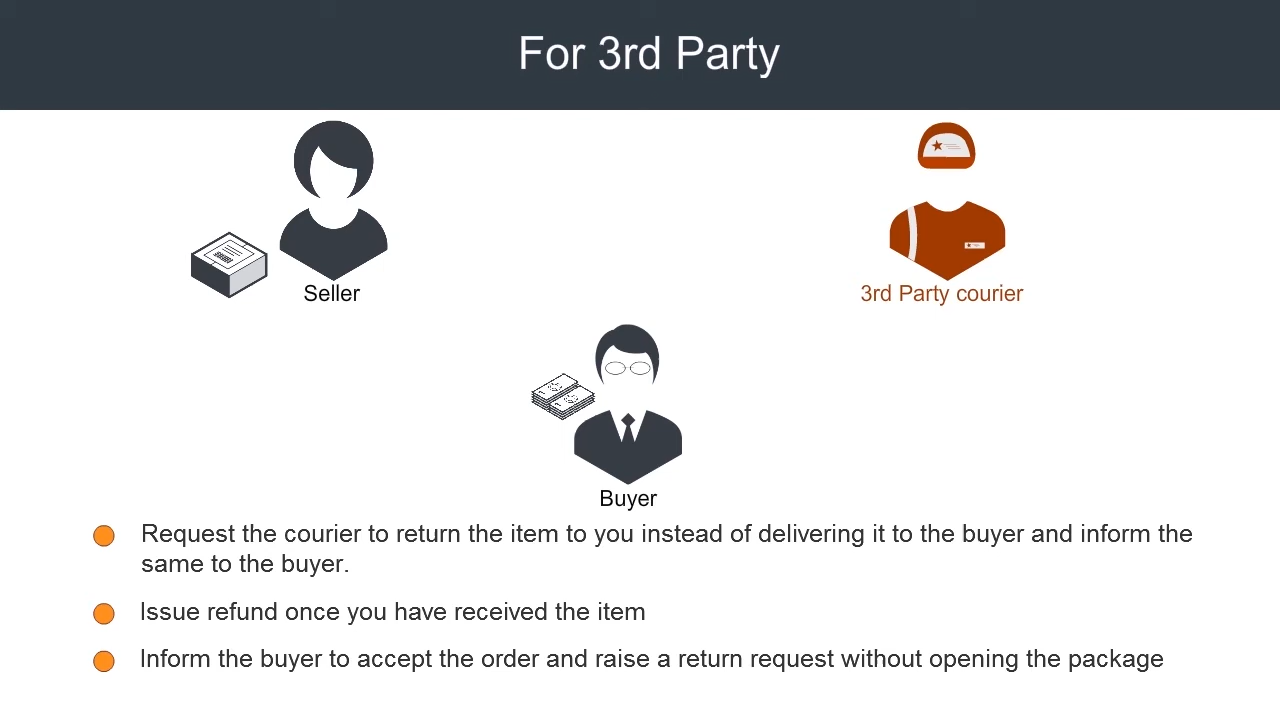 For 3rd Party
Seller
3rd Party courier
Buyer
Request the courier to return the item to you instead of delivering it to the buyer and inform the
same to the buyer.
Issue refund once you have received the item
Inform the buyer to accept the order and raise a return request without opening the package